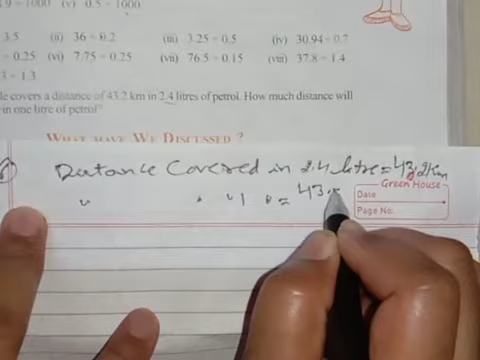 (v) 0.5 ÷ 1000
3.5 (ii) 36 ÷ 0.2 (iii) 3.25 ÷ 0.5 (iv) 30.94 ÷ 0.7
÷ 0.25 (vi) 7.75 ÷ 0.25 (vii) 76.5 ÷ 0.15 (viii) 37.8 ÷ 1.4
3 ÷ 1.3
le covers a distance of 43.2 km in 2.4 litres of petrol. How much distance will
in one litre of petrol?
WHAT HAVE WE DISCUSSED?
Distance Covered in 2.4 litre = 43.2 Km
" " " 1 " = 43.
Green House
Date
Page No.